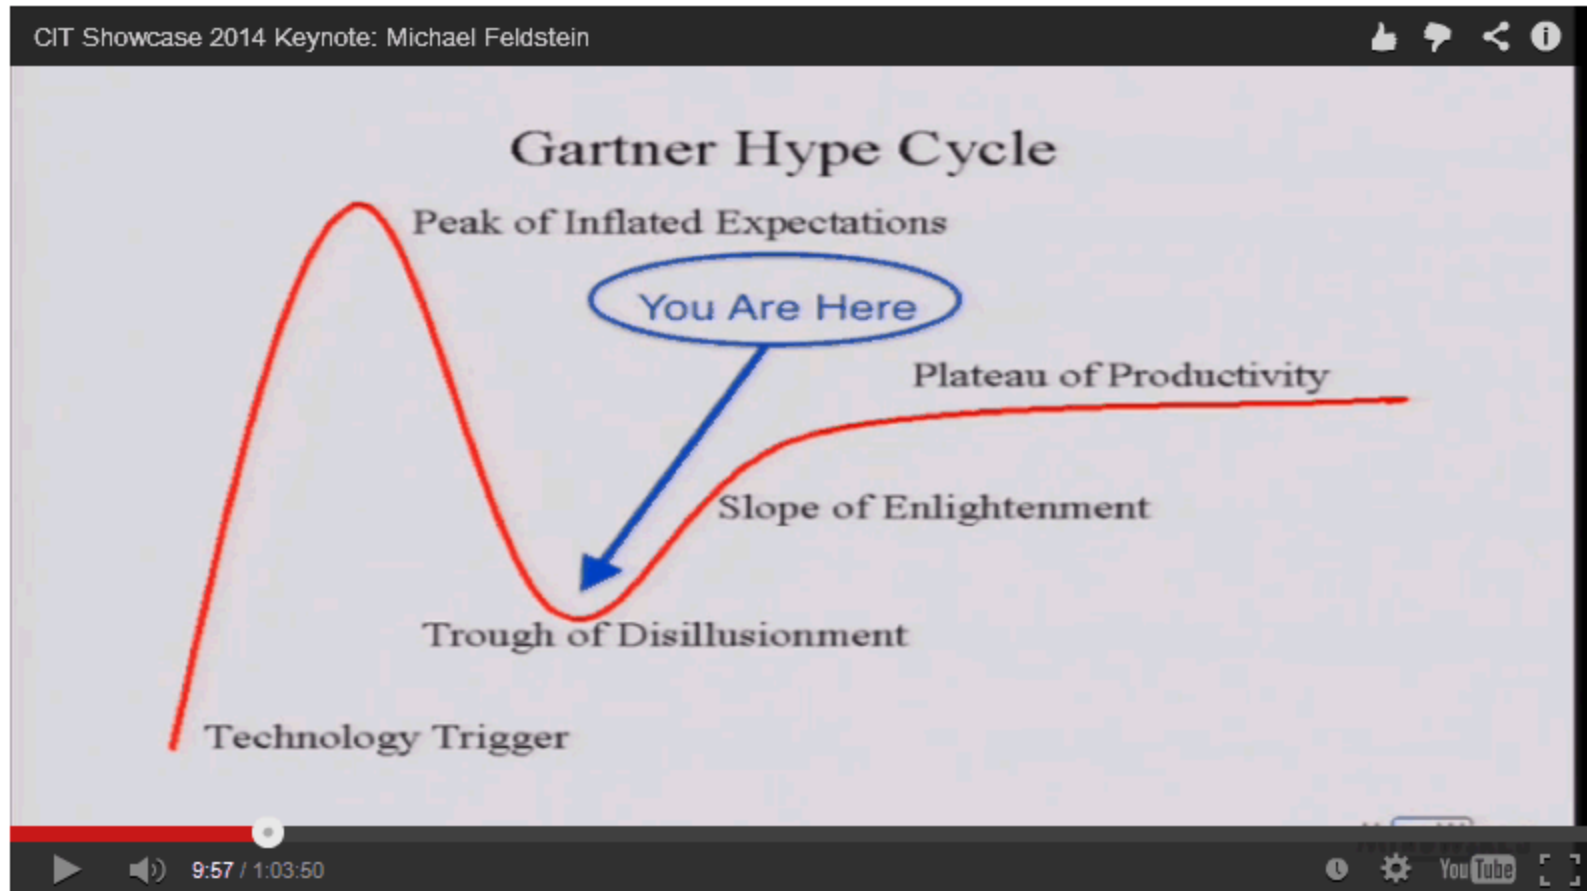 CIT Showcase 2014 Keynote: Michael Feldstein
Gartner Hype Cycle
Peak of Inflated Expectations
You Are Here
Plateau of Productivity
Slope of Enlightenment
Trough of Disillusionment
Technology Trigger
9:57 / 1:03:50
YouTube